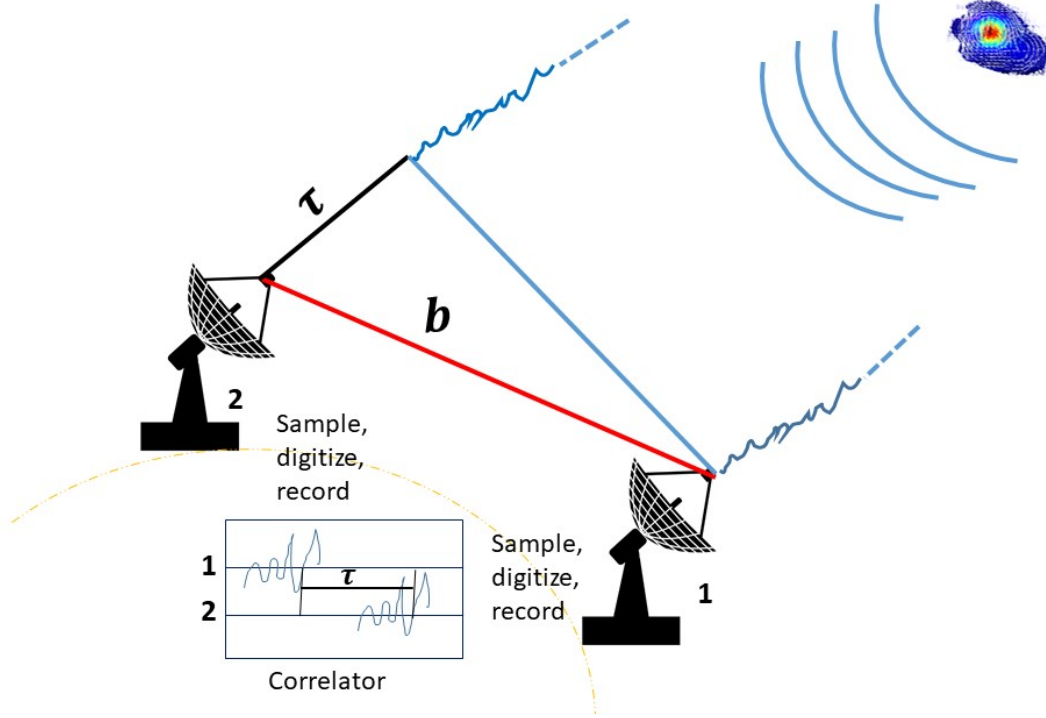 τ
b
2
Sample,
digitize,
record
1
τ
2
Sample,
digitize,
record
1
Correlator